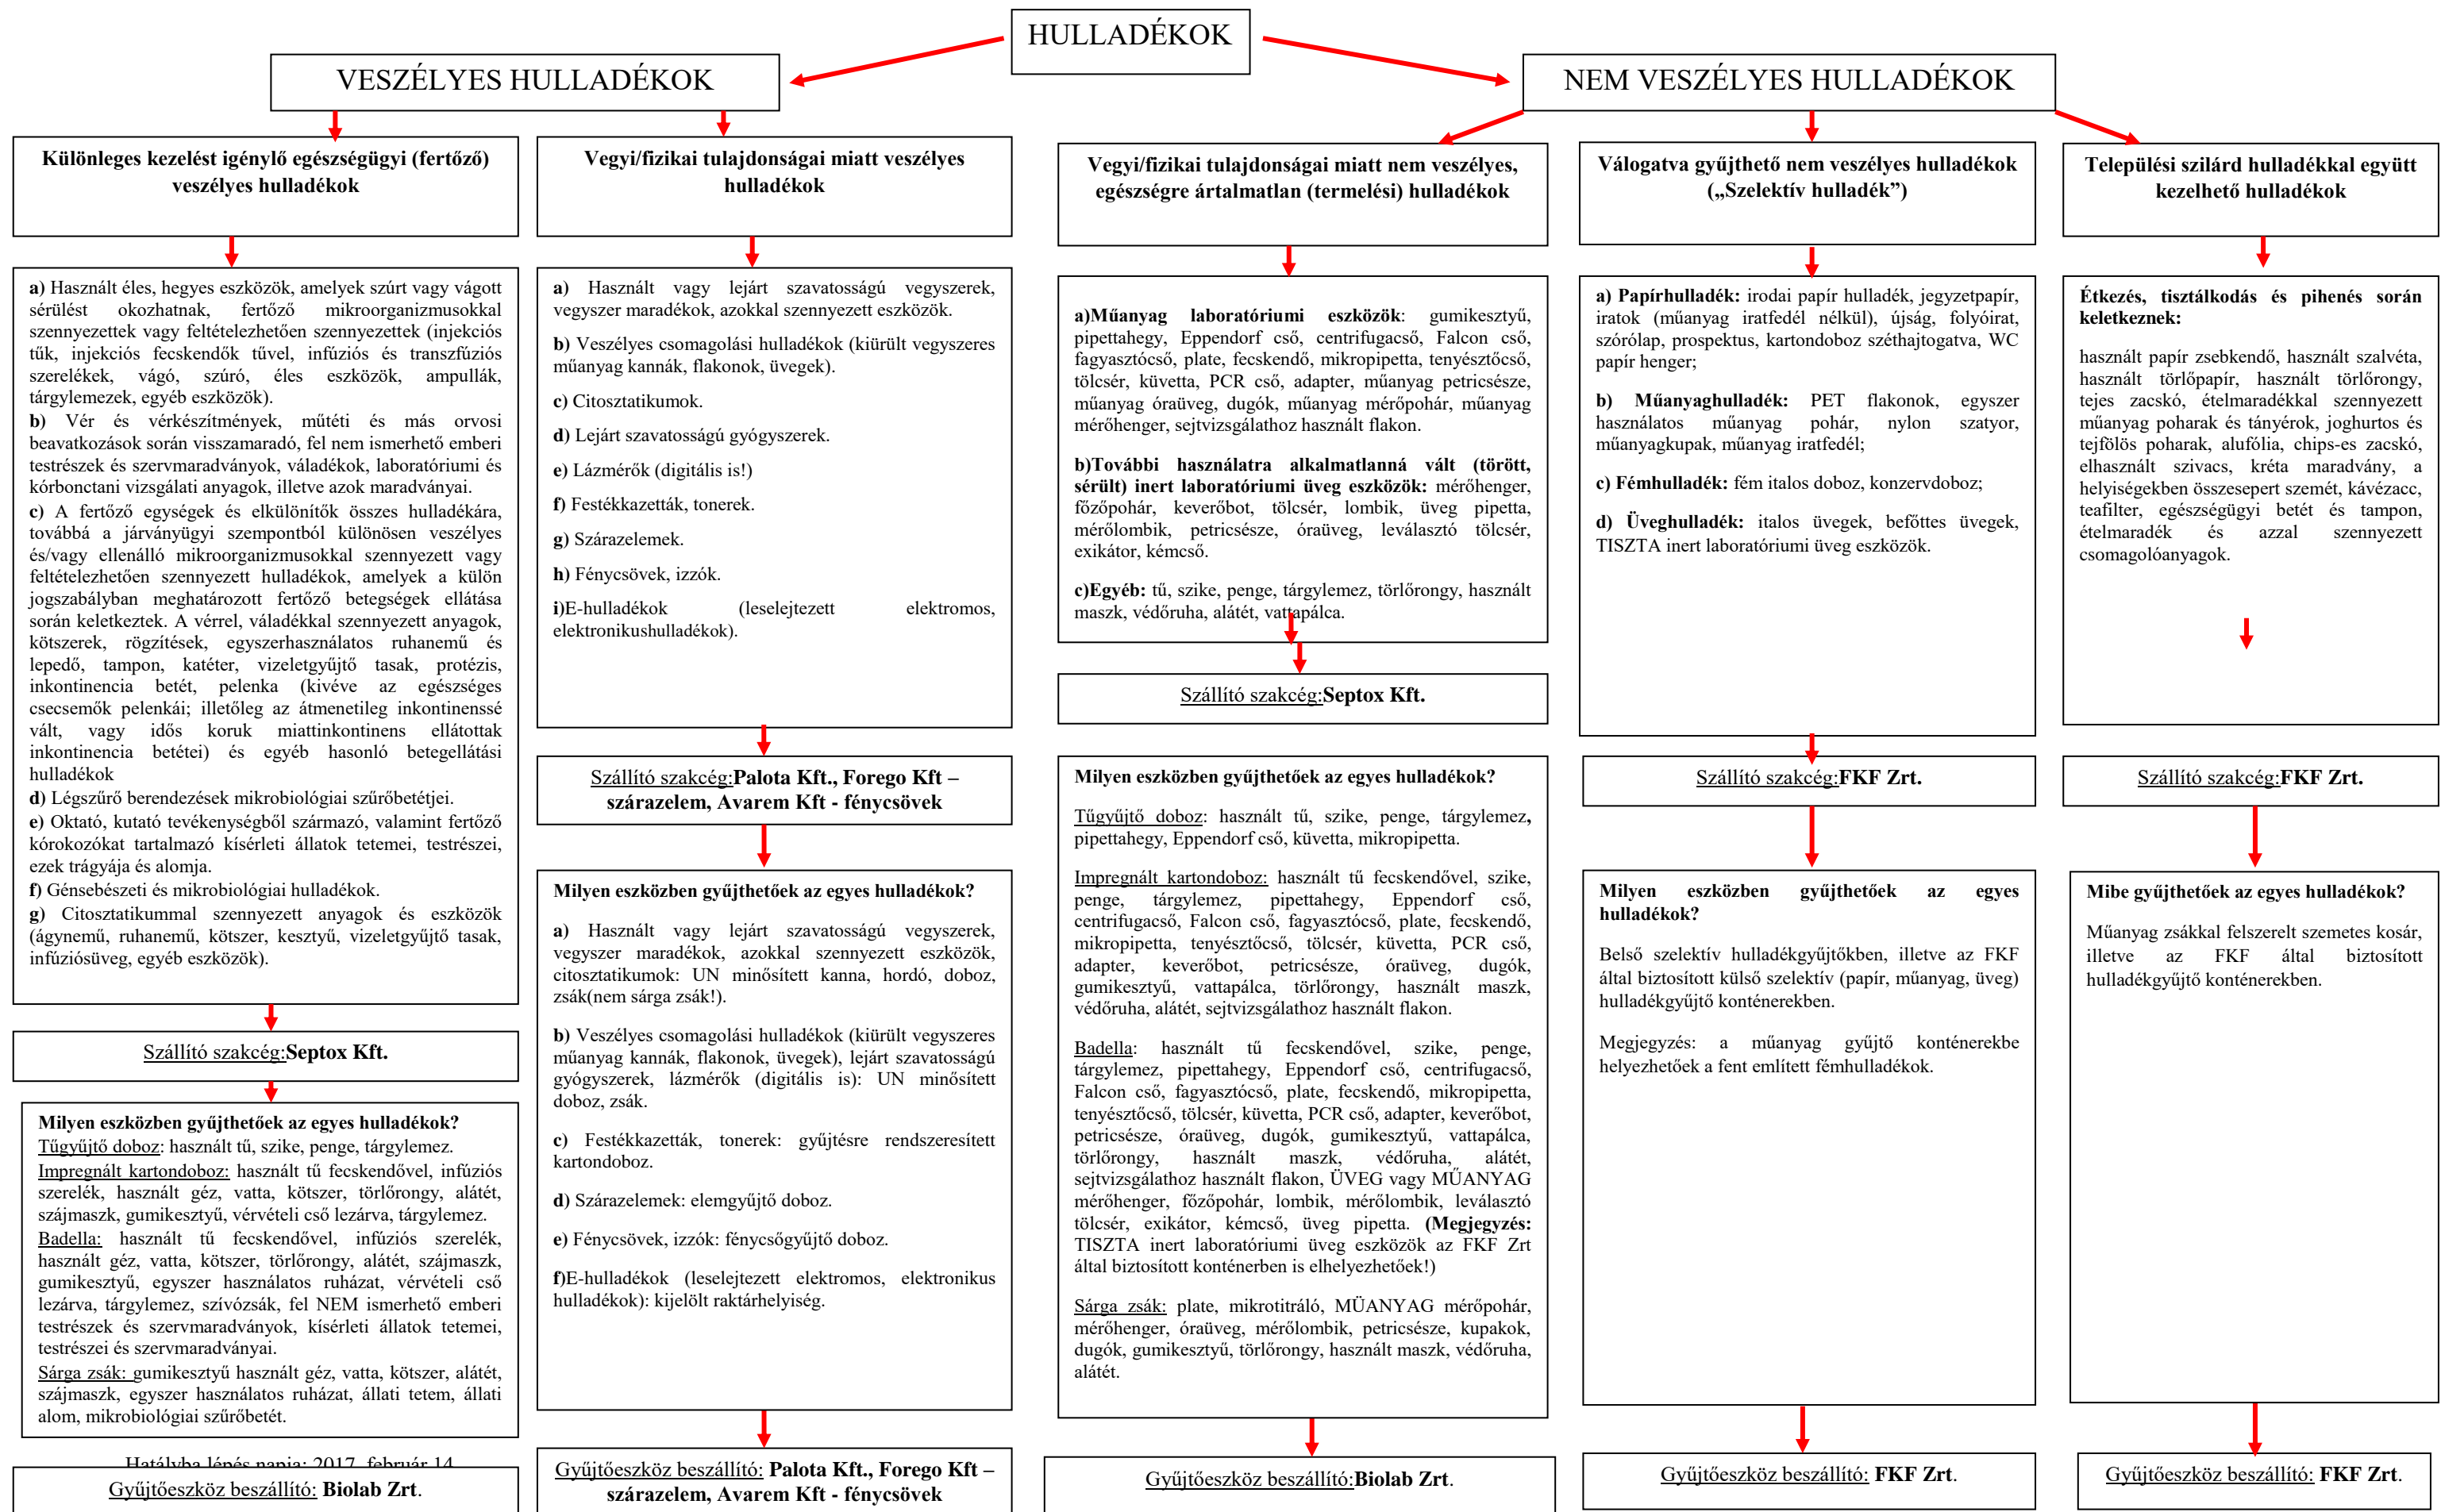 HULLADÉKOK
VESZÉLYES HULLADÉKOK
NEM VESZÉLYES HULLADÉKOK
Különleges kezelést igénylő egészségügyi (fertőző)
veszélyes hulladékok
a) Használt éles, hegyes eszközök, amelyek szúrt vagy vágott
sérülést okozhatnak, fertőző mikroorganizmusokkal
szennyezettek vagy feltételezhetően szennyezettek (injekciós
tűk, injekciós fecskendők tűvel, infúziós és transzfúziós
szerelékek, vágó, szúró, éles eszközök, ampullák,
tárgylemezek, egyéb eszközök).
b) Vér és vérkészítmények, műtéti és más orvosi
beavatkozások során visszamaradó, fel nem ismerhető emberi
testrészek és szervmaradványok, váladékok, laboratóriumi és
kórbonctani vizsgálati anyagok, illetve azok maradványai.
c) A fertőző egységek és elkülönítők összes hulladékára,
továbbá a járványügyi szempontból különösen veszélyes
és/vagy ellenálló mikroorganizmusokkal szennyezett vagy
feltételezhetően szennyezett hulladékok, amelyek a külön
jogszabályban meghatározott fertőző betegségek ellátása
során keletkeztek. A vérrel, váladékkal szennyezett anyagok,
kötszerek, rögzítések, egyszerhasználatos ruhanemű és
lepedő, tampon, katéter, vizeletgyűjtő tasak, protézis,
inkontinencia betét, pelenka (kivéve az egészséges
csecsemők pelenkái; illetőleg az átmenetileg inkontinenssé
vált, vagy idős koruk miattinkontinens ellátottak
inkontinencia betétei) és egyéb hasonló betegellátási
hulladékok
d) Légszűrő berendezések mikrobiológiai szűrőbetétjei.
e) Oktató, kutató tevékenységből származó, valamint fertőző
kórokozókat tartalmazó kísérleti állatok tetemei, testrészei,
ezek trágyája és alomja.
f) Génsebészeti és mikrobiológiai hulladékok.
g) Citosztatikummal szennyezett anyagok és eszközök
(ágynemű, ruhanemű, kötszer, kesztyű, vizeletgyűjtő tasak,
infúziósüveg, egyéb eszközök).
Szállító szakcég:Septox Kft.
Milyen eszközben gyűjthetőek az egyes hulladékok?
Tűgyűjtő doboz: használt tű, szike, penge, tárgylemez.
Impregnált kartondoboz: használt tű fecskendővel, infúziós
szerelék, használt géz, vatta, kötszer, törlőrongy, alátét,
szájmaszk, gumikesztyű, vérvételi cső lezárva, tárgylemez.
Badella: használt tű fecskendővel, infúziós szerelék,
használt géz, vatta, kötszer, törlőrongy, alátét, szájmaszk,
gumikesztyű, egyszer használatos ruházat, vérvételi cső
lezárva, tárgylemez, szívózsák, fel NEM ismerhető emberi
testrészek és szervmaradványok, kísérleti állatok tetemei,
testrészei és szervmaradványai.
Sárga zsák: gumikesztyű használt géz, vatta, kötszer, alátét,
szájmaszk, egyszer használatos ruházat, állati tetem, állati
alom, mikrobiológiai szűrőbetét.
Hatályba lépés napja: 2017. február 14.
Gyűjtőeszköz beszállító: Biolab Zrt.
Vegyi/fizikai tulajdonságai miatt veszélyes
hulladékok
a) Használt vagy lejárt szavatosságú vegyszerek,
vegyszer maradékok, azokkal szennyezett eszközök.
b) Veszélyes csomagolási hulladékok (kiürült vegyszeres
műanyag kannák, flakonok, üvegek).
c) Citosztatikumok.
d) Lejárt szavatosságú gyógyszerek.
e) Lázmérők (digitális is!)
f) Festékkazetták, tonerek.
g) Szárazelemek.
h) Fénycsövek, izzók.
i)E-hulladékok (leselejtezett elektromos,
elektronikushulladékok).
Szállító szakcég:Palota Kft., Forego Kft –
szárazelem, Avarem Kft - fénycsövek
Milyen eszközben gyűjthetőek az egyes hulladékok?
a) Használt vagy lejárt szavatosságú vegyszerek,
vegyszer maradékok, azokkal szennyezett eszközök,
citosztatikumok: UN minősített kanna, hordó, doboz,
zsák(nem sárga zsák!).
b) Veszélyes csomagolási hulladékok (kiürült vegyszeres
műanyag kannák, flakonok, üvegek), lejárt szavatosságú
gyógyszerek, lázmérők (digitális is): UN minősített
doboz, zsák.
c) Festékkazetták, tonerek: gyűjtésre rendszeresített
kartondoboz.
d) Szárazelemek: elemgyűjtő doboz.
e) Fénycsövek, izzók: fénycsőgyűjtő doboz.
f)E-hulladékok (leselejtezett elektromos, elektronikus
hulladékok): kijelölt raktárhelyiség.
Gyűjtőeszköz beszállító: Palota Kft., Forego Kft –
szárazelem, Avarem Kft - fénycsövek
Vegyi/fizikai tulajdonságai miatt nem veszélyes,
egészségre ártalmatlan (termelési) hulladékok
a)Műanyag laboratóriumi eszközök: gumikesztyű,
pipettahegy, Eppendorf cső, centrifugacső, Falcon cső,
fagyasztócső, plate, fecskendő, mikropipetta, tenyésztőcső,
tölcsér, küvetta, PCR cső, adapter, műanyag petricsésze,
műanyag óraüveg, dugók, műanyag mérőpohár, műanyag
mérőhenger, sejtvizsgálathoz használt flakon.
b)További használatra alkalmatlanná vált (törött,
sérült) inert laboratóriumi üveg eszközök: mérőhenger,
főzőpohár, keverőbot, tölcsér, lombik, üveg pipetta,
mérőlombik, petricsésze, óraüveg, leválasztó tölcsér,
exikátor, kémcső.
c)Egyéb: tű, szike, penge, tárgylemez, törlőrongy, használt
maszk, védőruha, alátét, vattapálca.
Szállító szakcég:Septox Kft.
Milyen eszközben gyűjthetőek az egyes hulladékok?
Tűgyűjtő doboz: használt tű, szike, penge, tárgylemez,
pipettahegy, Eppendorf cső, küvetta, mikropipetta.
Impregnált kartondoboz: használt tű fecskendővel, szike,
penge, tárgylemez, pipettahegy, Eppendorf cső,
centrifugacső, Falcon cső, fagyasztócső, plate, fecskendő,
mikropipetta, tenyésztőcső, tölcsér, küvetta, PCR cső,
adapter, keverőbot, petricsésze, óraüveg, dugók,
gumikesztyű, vattapálca, törlőrongy, használt maszk,
védőruha, alátét, sejtvizsgálathoz használt flakon.
Badella: használt tű fecskendővel, szike, penge,
tárgylemez, pipettahegy, Eppendorf cső, centrifugacső,
Falcon cső, fagyasztócső, plate, fecskendő, mikropipetta,
tenyésztőcső, tölcsér, küvetta, PCR cső, adapter, keverőbot,
petricsésze, óraüveg, dugók, gumikesztyű, vattapálca,
törlőrongy, használt maszk, védőruha, alátét,
sejtvizsgálathoz használt flakon, ÜVEG vagy MŰANYAG
mérőhenger, főzőpohár, lombik, mérőlombik, leválasztó
tölcsér, exikátor, kémcső, üveg pipetta. (Megjegyzés:
TISZTA inert laboratóriumi üveg eszközök az FKF Zrt
által biztosított konténerben is elhelyezhetőek!)
Sárga zsák: plate, mikrotitráló, MÜANYAG mérőpohár,
mérőhenger, óraüveg, mérőlombik, petricsésze, kupakok,
dugók, gumikesztyű, törlőrongy, használt maszk, védőruha,
alátét.
Gyűjtőeszköz beszállító:Biolab Zrt.
Válogatva gyűjthető nem veszélyes hulladékok
(„Szelektív hulladék”)
a) Papírhulladék: irodai papír hulladék, jegyzetpapír,
iratok (műanyag iratfedél nélkül), újság, folyóirat,
szórólap, prospektus, kartondoboz széthajtogatva, WC
papír henger;
b) Műanyaghulladék: PET flakonok, egyszer
használatos műanyag pohár, nylon szatyor,
műanyagkupak, műanyag iratfedél;
c) Fémhulladék: fém italos doboz, konzervdoboz;
d) Üveghulladék: italos üvegek, befőttes üvegek,
TISZTA inert laboratóriumi üveg eszközök.
Szállító szakcég:FKF Zrt.
Milyen eszközben gyűjthetőek az egyes
hulladékok?
Belső szelektív hulladékgyűjtőkben, illetve az FKF
által biztosított külső szelektív (papír, műanyag, üveg)
hulladékgyűjtő konténerekben.
Megjegyzés: a műanyag gyűjtő konténerekbe
helyezhetőek a fent említett fémhulladékok.
Gyűjtőeszköz beszállító: FKF Zrt.
Települési szilárd hulladékkal együtt
kezelhető hulladékok
Étkezés, tisztálkodás és pihenés során
keletkeznek:
használt papír zsebkendő, használt szalvéta,
használt törlőpapír, használt törlőrongy,
tejes zacskó, ételmaradékkal szennyezett
műanyag poharak és tányérok, joghurtos és
tejfölös poharak, alufólia, chips-es zacskó,
elhasznált szivacs, kréta maradvány, a
helyiségekben összesepert szemét, kávézacc,
teafilter, egészségügyi betét és tampon,
ételmaradék és azzal szennyezett
csomagolóanyagok.
Szállító szakcég:FKF Zrt.
Mibe gyűjthetőek az egyes hulladékok?
Műanyag zsákkal felszerelt szemetes kosár,
illetve az FKF által biztosított
hulladékgyűjtő konténerekben.
Gyűjtőeszköz beszállító: FKF Zrt.